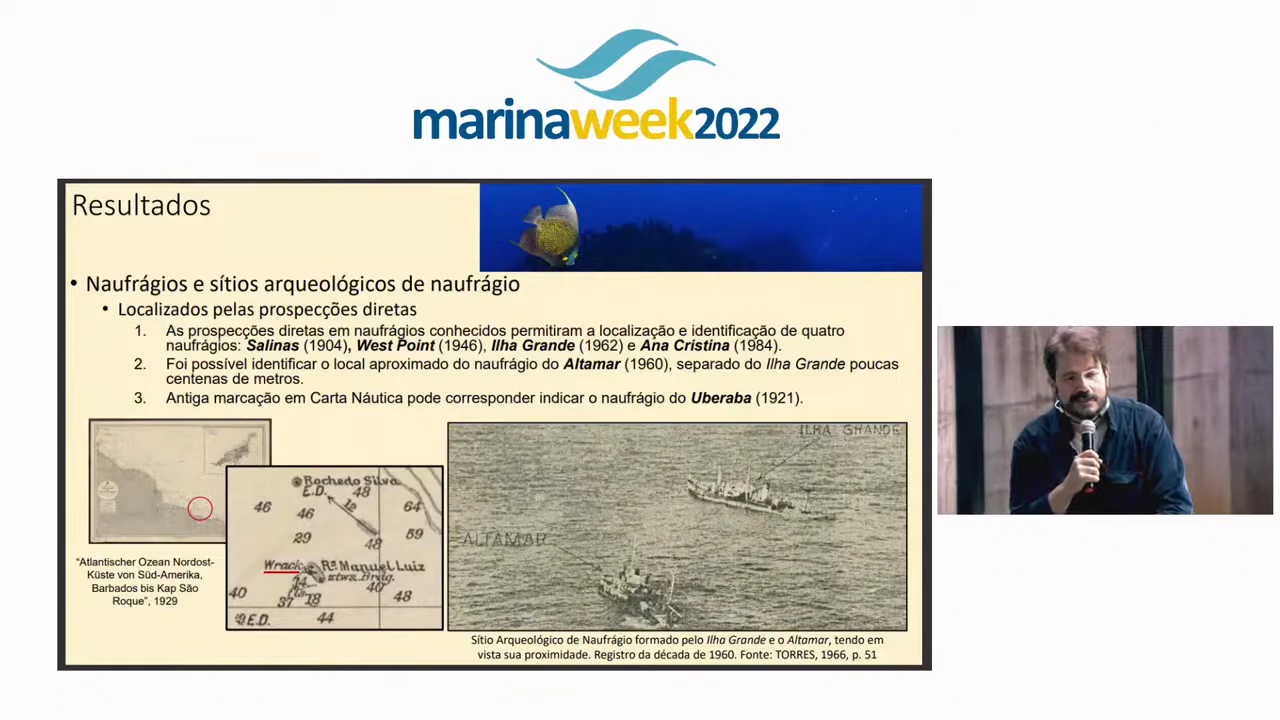 marinaweek2022
Resultados
• Naufrágios e sítios arqueológicos de naufrágio
• Localizados pelas prospecções diretas
1. As prospecções diretas em naufrágios conhecidos permitiram a localização e identificação de quatro
naufrágios: Salinas (1904), West Point (1946), Ilha Grande (1962) e Ana Cristina (1984).
2. Foi possível identificar o local aproximado do naufrágio do Altamar (1960), separado do Ilha Grande poucas
centenas de metros.
3. Antiga marcação em Carta Náutica pode corresponder indicar o naufrágio do Uberaba (1921).
"Atlantischer Ozean Nordost-
Küste von Süd-Amerika,
Barbados bis Kap São
Roque", 1929
Rochedo Silva
E.D. 48
46 46 64
29 59
48
Wrack Rs Manuel Luiz
14 ztws. Brdg.
40 37 18 40 48
E.D. 44
ILHA GRANDE
ALTAMAR
Sítio Arqueológico de Naufrágio formado pelo Ilha Grande e o Altamar, tendo em
vista sua proximidade. Registro da década de 1960. Fonte: TORRES, 1966, p. 51